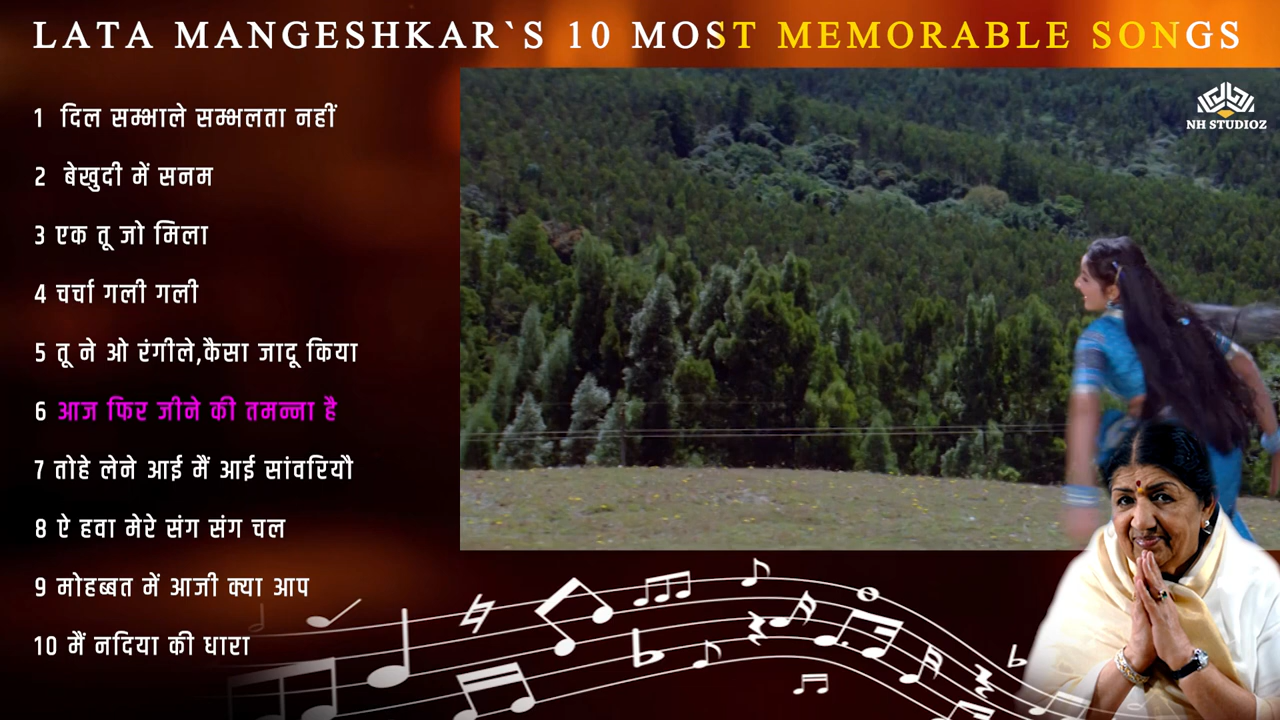 LATA MANGESHKAR`S 10 MOST MEMORABLE SONGS
NH STUDIOZ
1 दिल सम्भाले सम्भलता नहीं
2 बेखुदी में सनम
3 एक तू जो मिला
4 चर्चा गली गली
5 तू ने ओ रंगीले,कैसा जादू किया
6 आज फिर जीने की तमन्ना है
7 तोहे लेने आई मैं आई सांवरियौ
8 ऐ हवा मेरे संग संग चल
9 मोहब्बत में आजी क्या आप
10 मैं नदिया की धारा